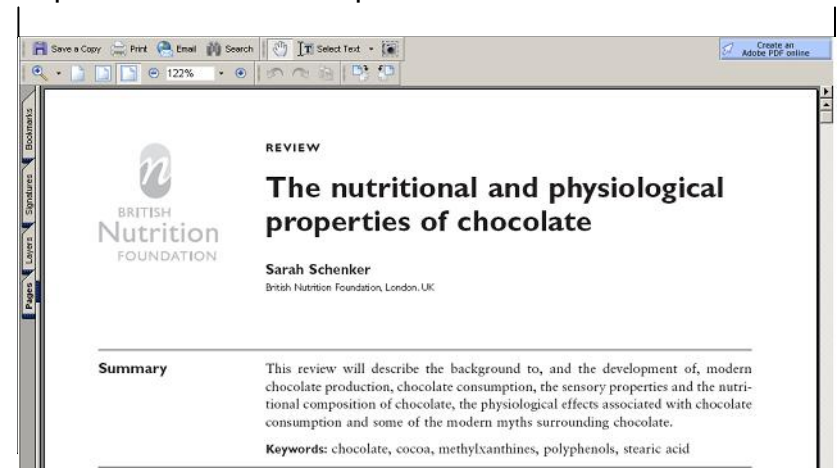 Save a Copy Print Email Search Select Text
Create an
Adobe PDF online
122%
Bookmarks
Signatures
Layers
Pages
n
BRITISH
Nutrition
FOUNDATION
REVIEW
The nutritional and physiological
properties of chocolate
Sarah Schenker
British Nutrition Foundation, London, UK
Summary
This review will describe the background to, and the development of, modern
chocolate production, chocolate consumption, the sensory properties and the nutri-
tional composition of chocolate, the physiological effects associated with chocolate
consumption and some of the modern myths surrounding chocolate.
Keywords: chocolate, cocoa, methylxanthines, polyphenols, stearic acid